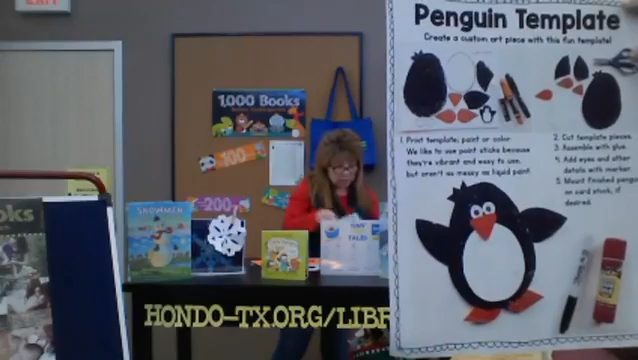 EXIT
1,000 Books
100
200
SNOWMEN
TINY
TALES
HONDO-TX.ORG/LIBR
Penguin Template
Create a custom art piece with this fun template!
1. Print template; paint or color.
We like to use paint sticks because
they're vibrant and easy to use,
but aren't as messy as liquid paint.
2. Cut template pieces.
3. Assemble with glue.
4. Add eyes and other
details with marker.
5. Mount finished penguin
on card stock, if
desired.